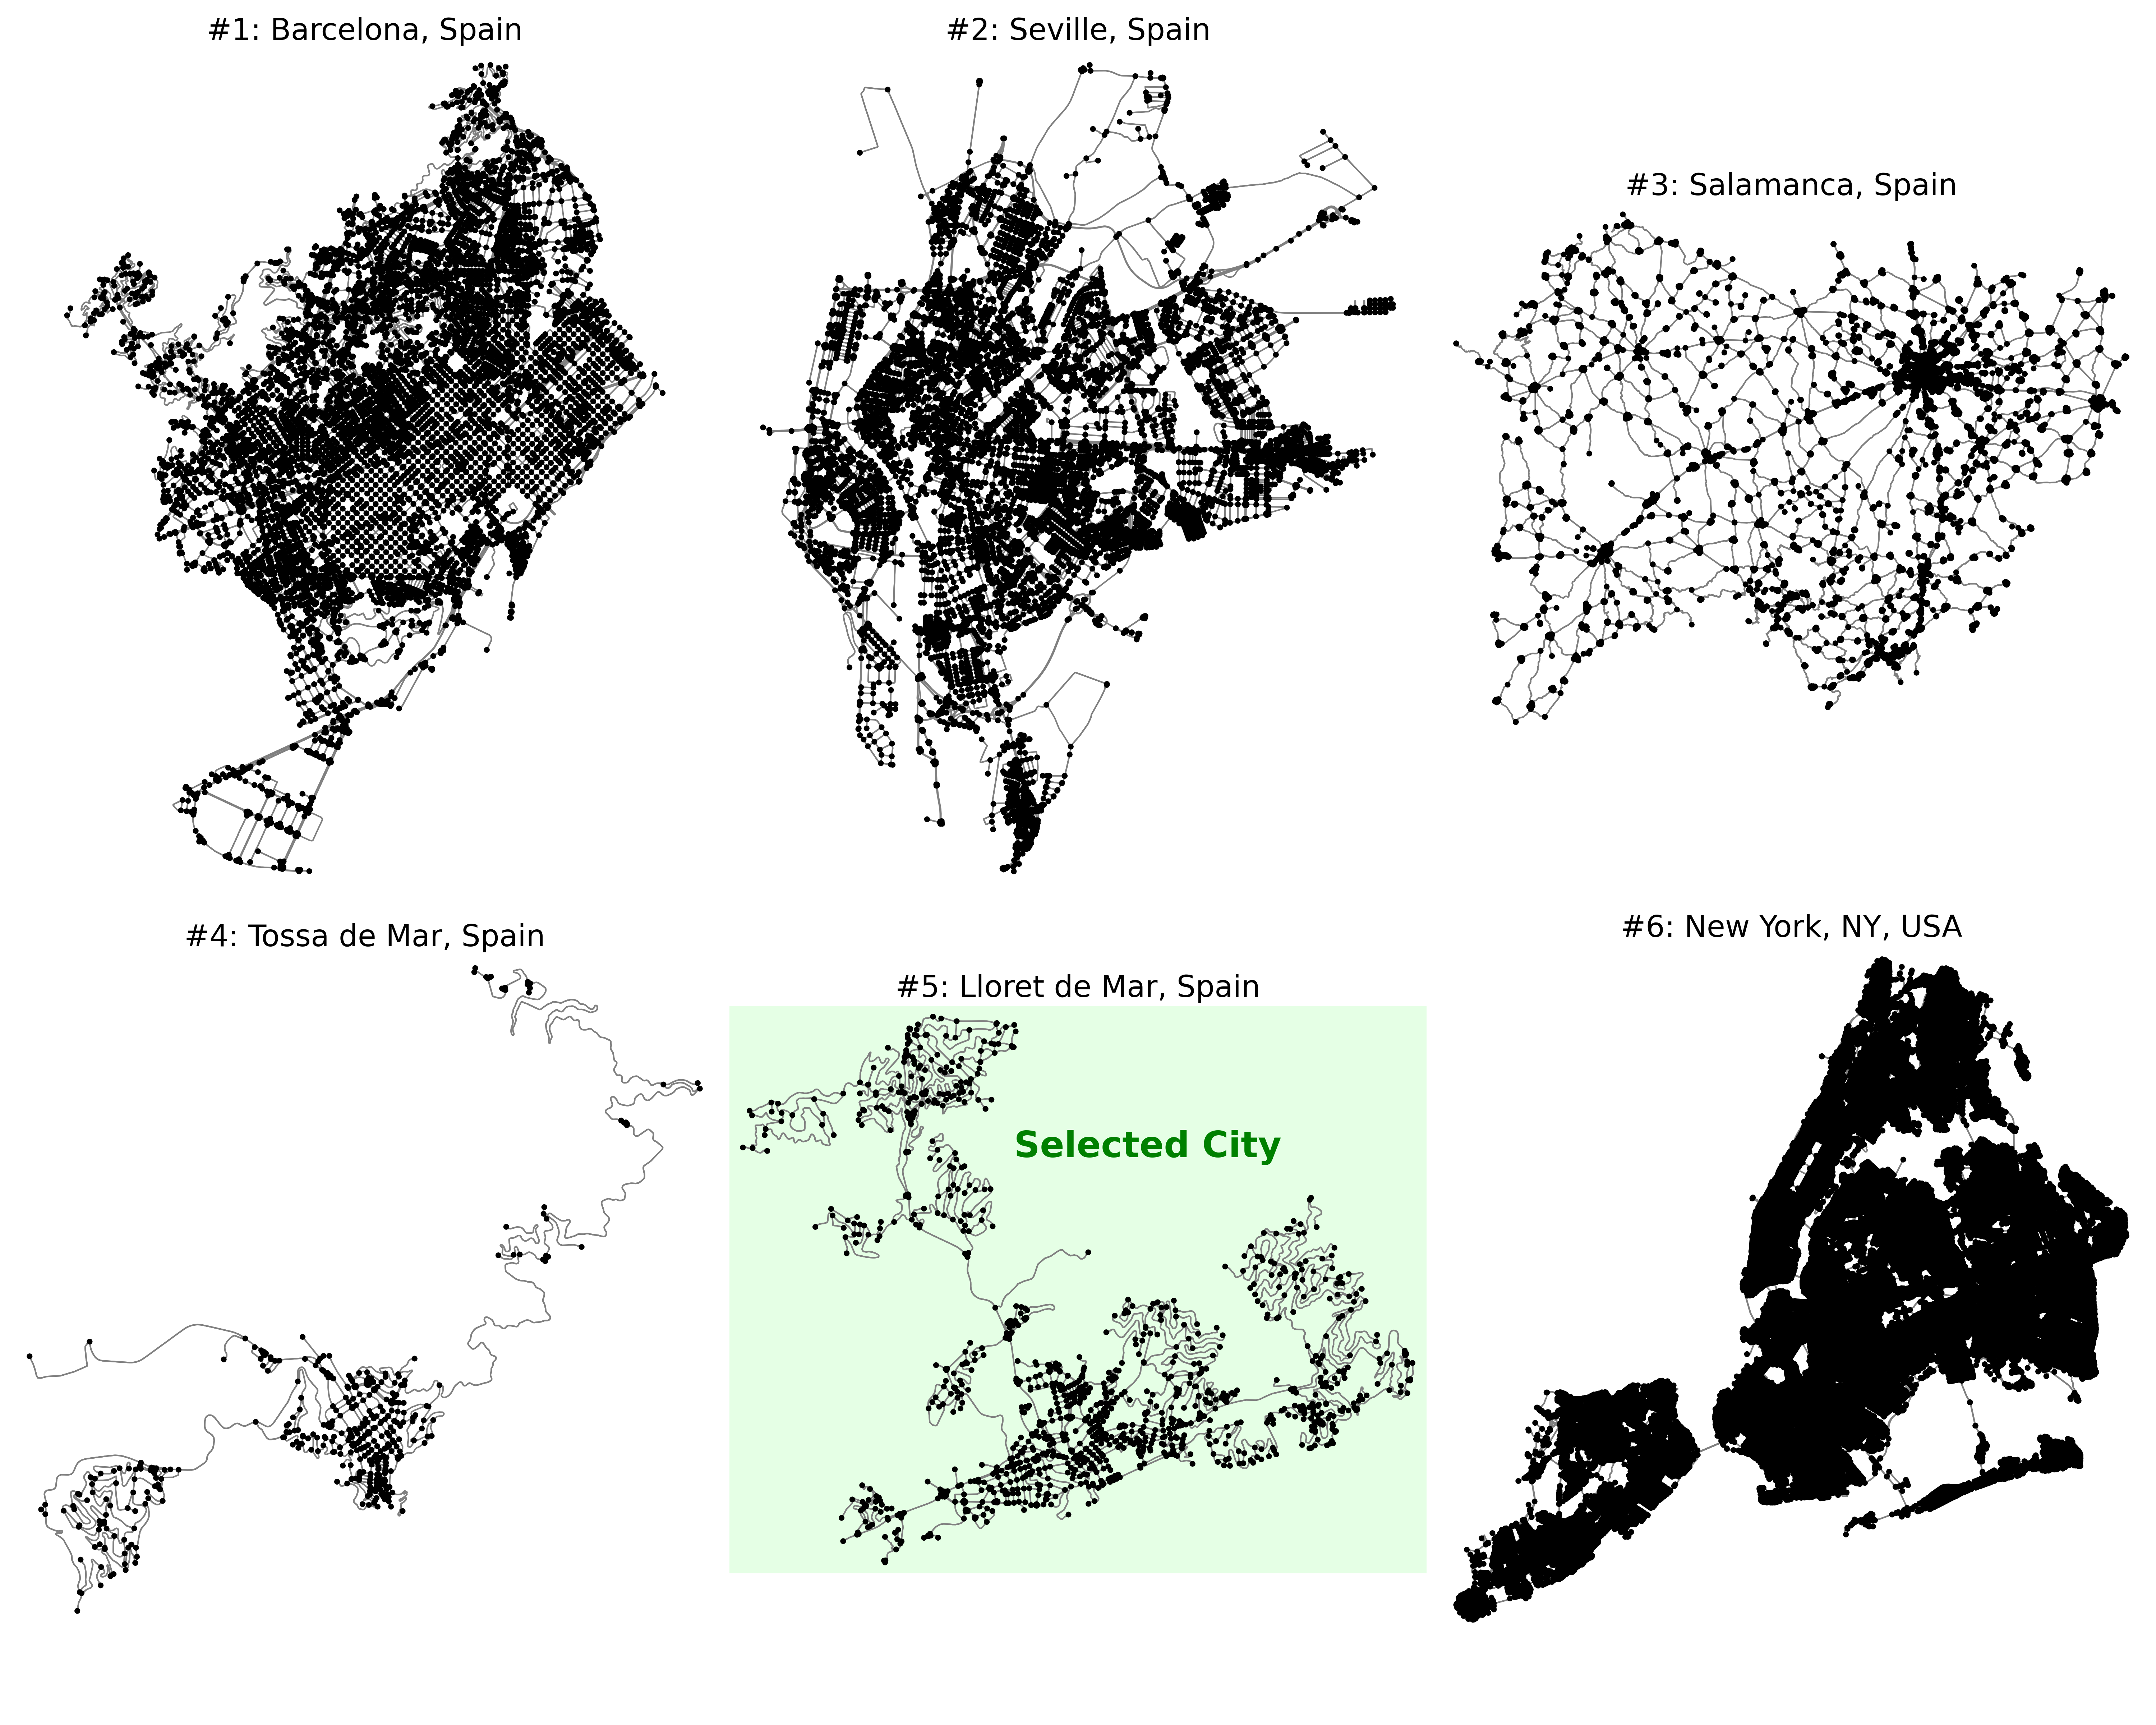 #1: Barcelona, Spain
#2: Seville, Spain
#3: Salamanca, Spain
#4: Tossa de Mar, Spain
#5: Lloret de Mar, Spain
Selected City
#6: New York, NY, USA